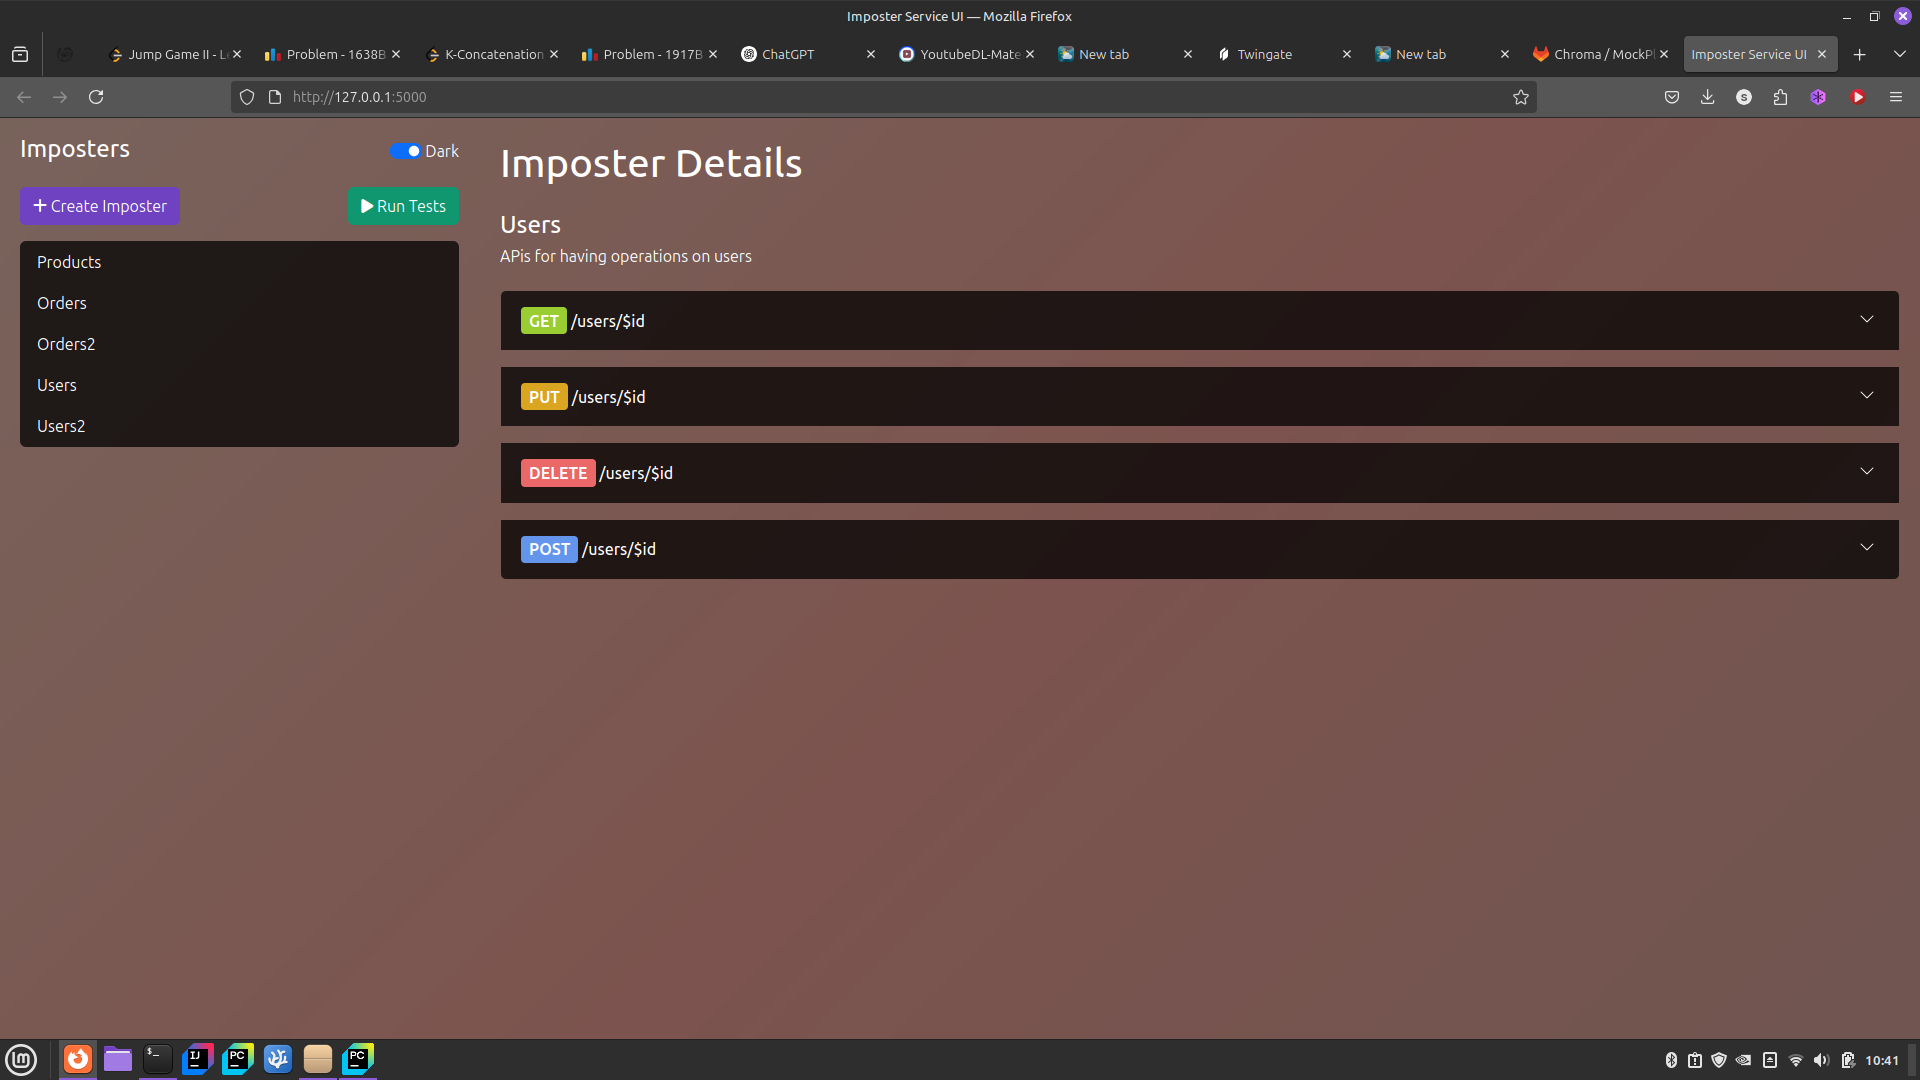 Imposter Service UI — Mozilla Firefox
Jump Game II - L
Problem - 1638B
K-Concatenation
Problem - 1917B
ChatGPT
YoutubeDL-Mate
New tab
Twingate
New tab
Chroma / MockPl
Imposter Service UI
http://127.0.0.1:5000
S
Imposters
Dark
Create Imposter
Run Tests
Products
Orders
Orders2
Users
Users2
Imposter Details
Users
APis for having operations on users
GET /users/$id
PUT /users/$id
DELETE /users/$id
POST /users/$id
$_
IJ
PC
PC
10:41